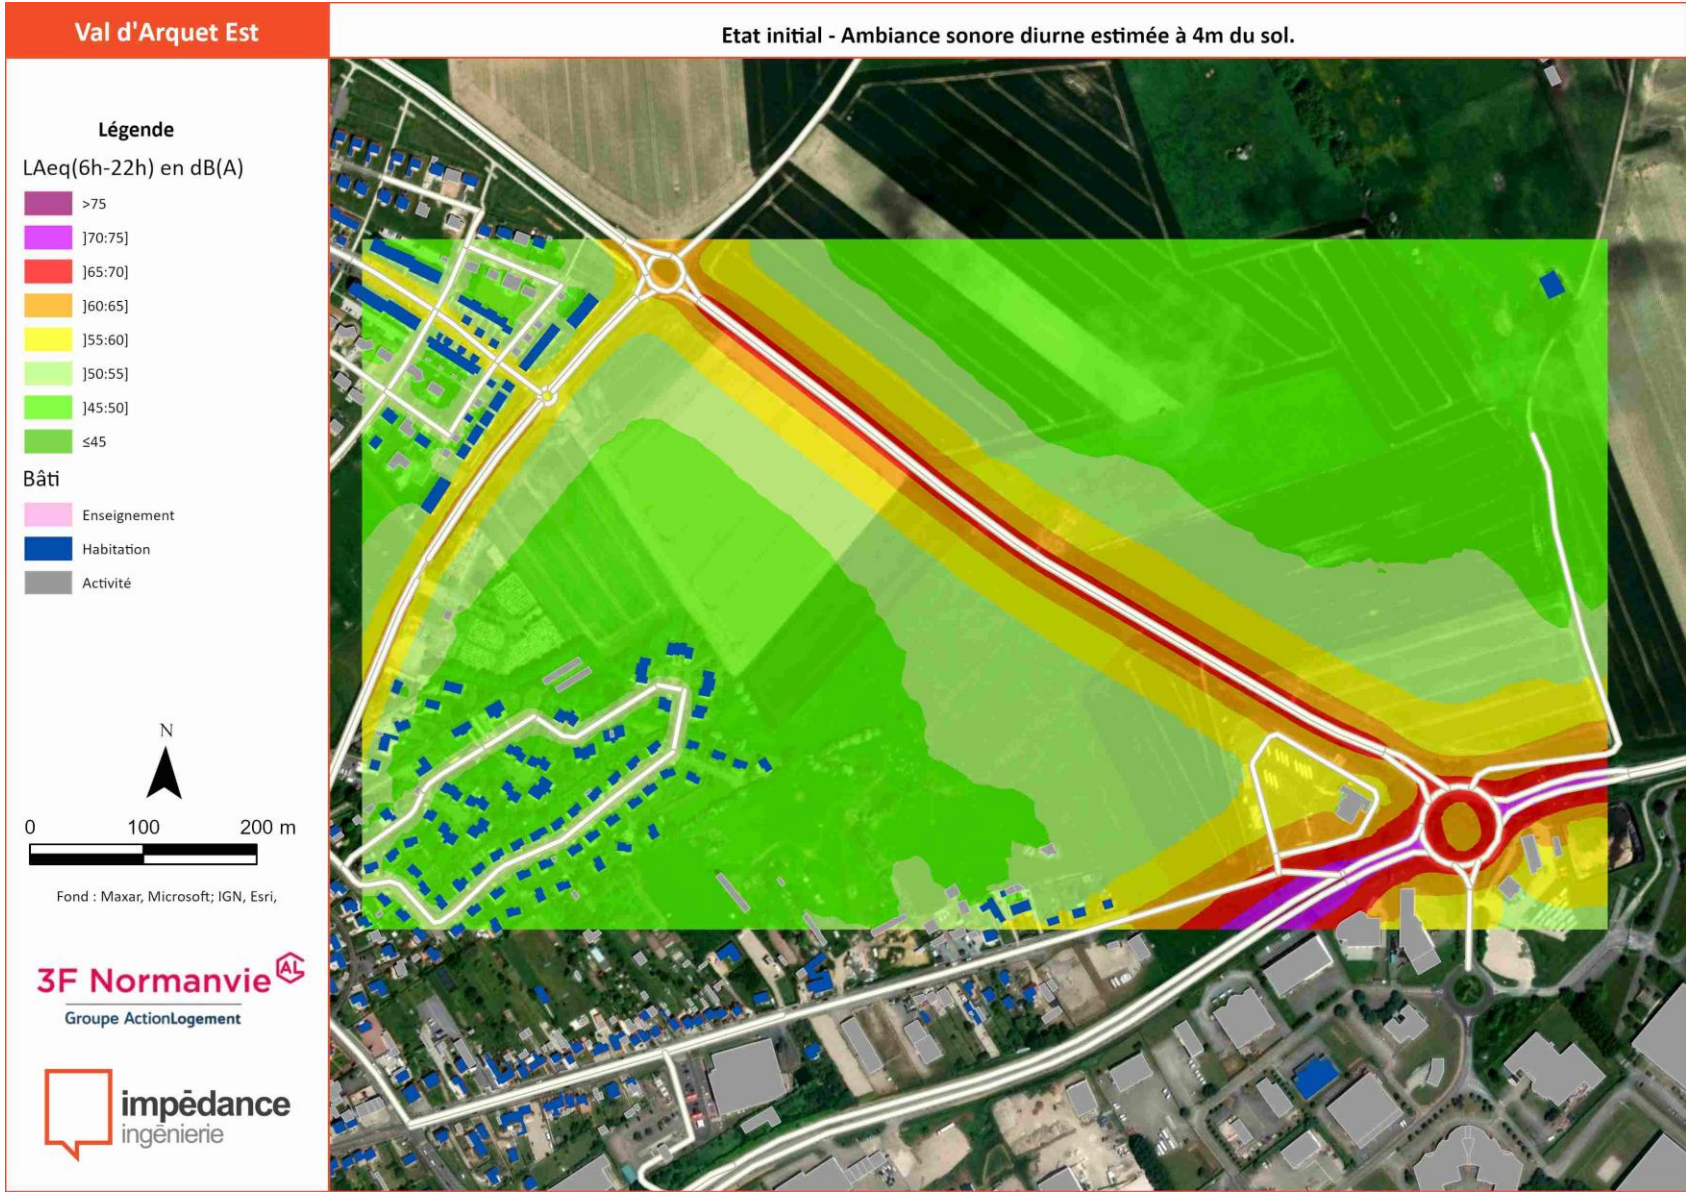 Val d'Arquet Est
Etat initial - Ambiance sonore diurne estimée à 4m du sol.
Légende
LAeq(6h-22h) en dB(A)
>75
]70:75]
]65:70]
]60:65]
]55:60]
]50:55]
]45:50]
≤45
Bâti
Enseignement
Habitation
Activité
N
0 100 200 m
Fond : Maxar, Microsoft; IGN, Esri,
3F Normanvie AL
Groupe ActionLogement
impédance
ingénierie